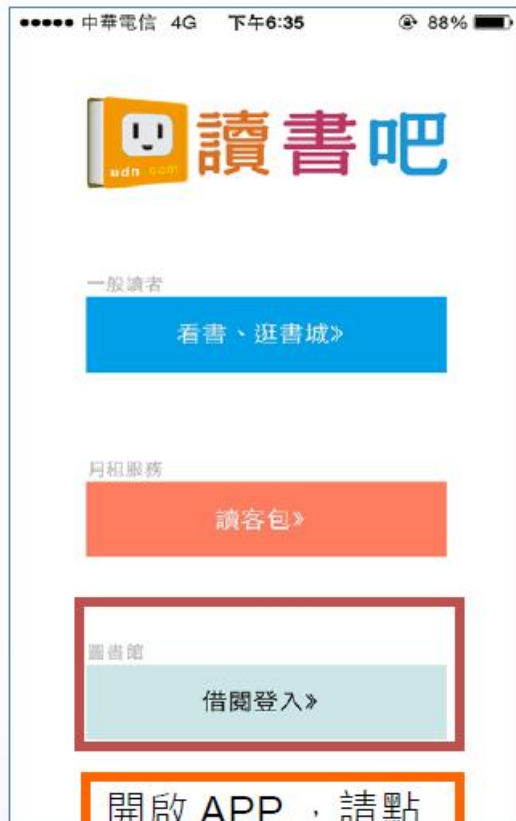 中華電信 4G 下午6:35 88%
udn.com
讀書吧
一般讀者
看書、逛書城》
月租服務
讀客包》
圖書館
借閱登入》
開啟 APP ，請點